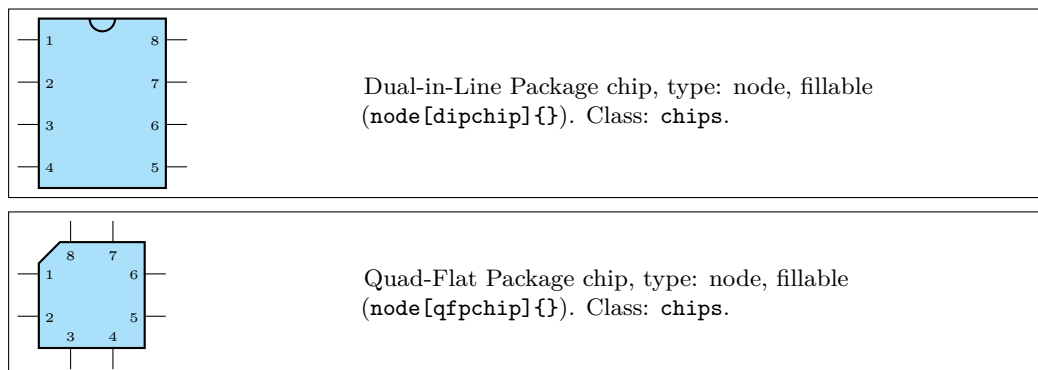 1 8
2 7
3 6
4 5
Dual-in-Line Package chip, type: node, fillable
(node[dipchip]{}). Class: chips.
8 7
1 6
2 5
3 4
Quad-Flat Package chip, type: node, fillable
(node[qfpchip]{}). Class: chips.